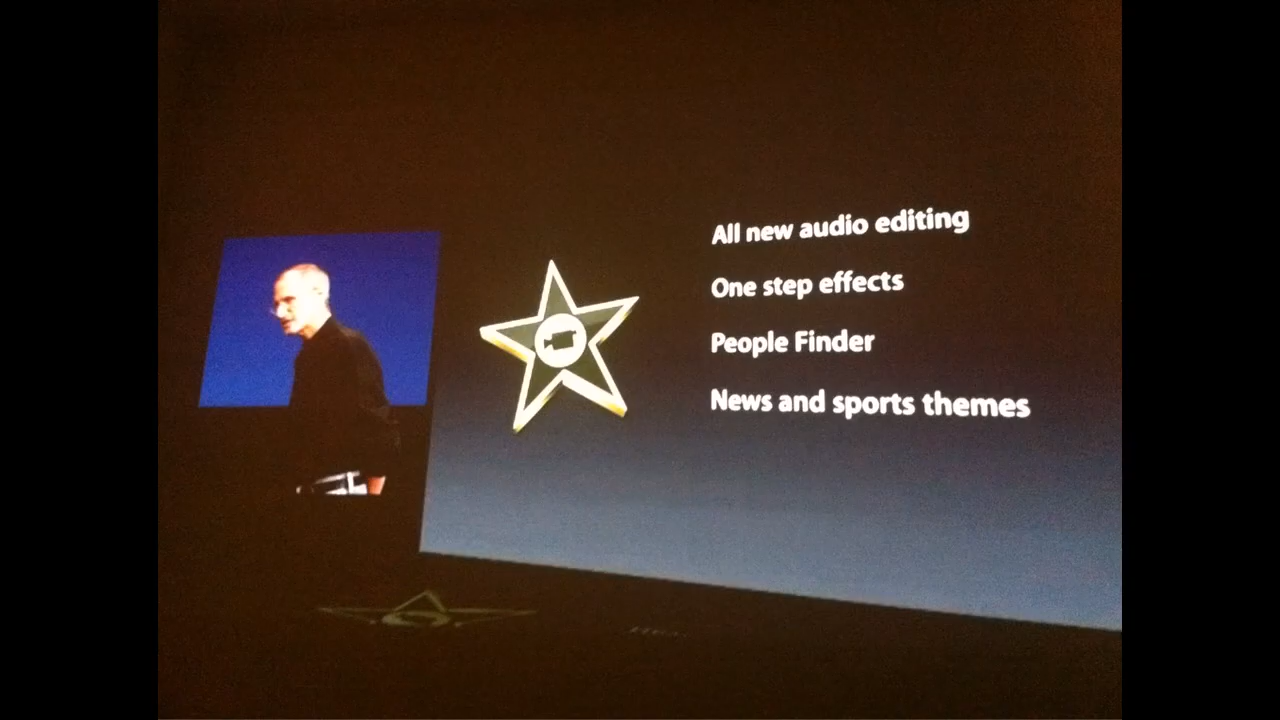 All new audio editing
One step effects
People Finder
News and sports themes